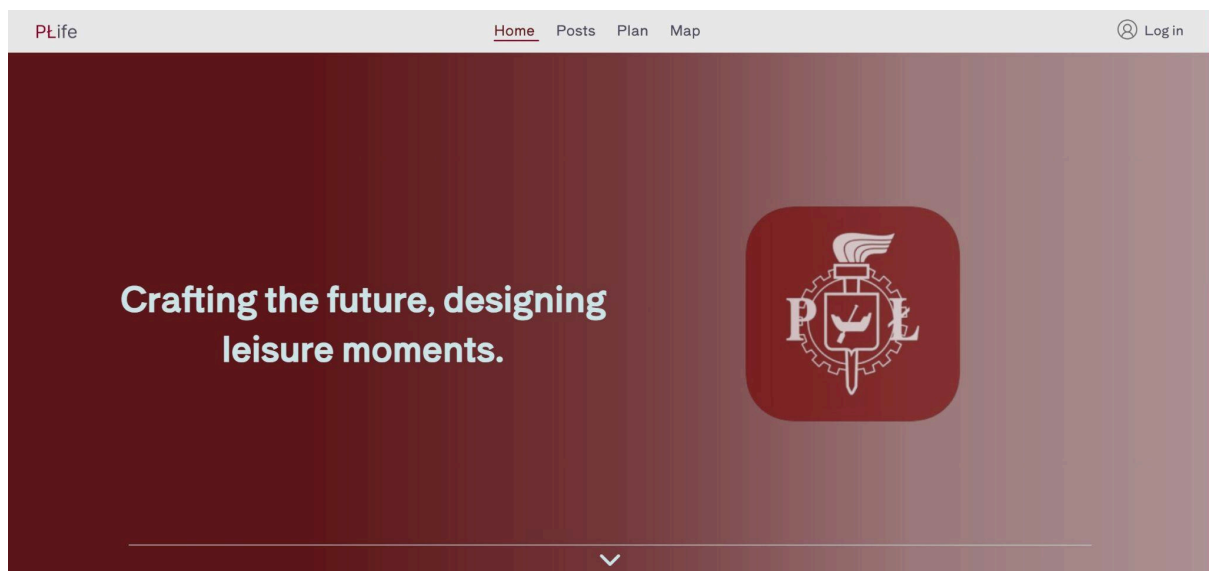 PŁife
Home Posts Plan Map
Log in
Crafting the future, designing
leisure moments.
P Ł